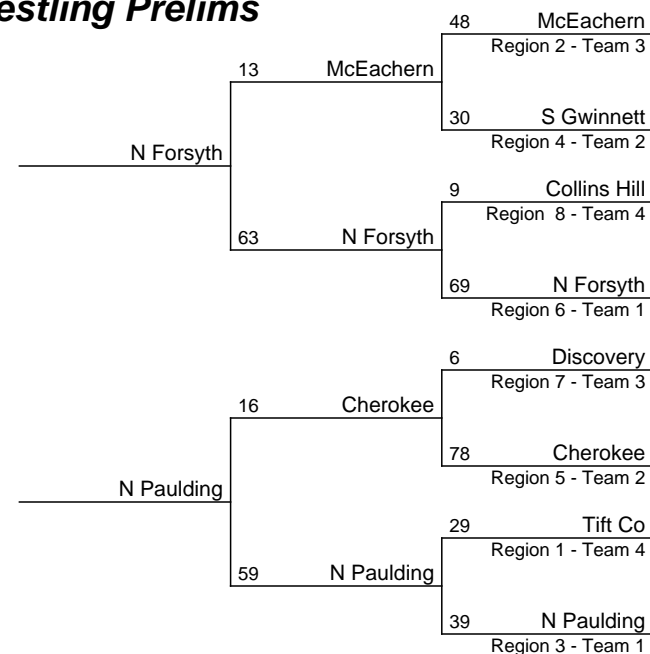 estling Prelims
48 McEachern
Region 2 - Team 3
13 McEachern
30 S Gwinnett
Region 4 - Team 2
N Forsyth
9 Collins Hill
Region 8 - Team 4
63 N Forsyth
69 N Forsyth
Region 6 - Team 1
6 Discovery
Region 7 - Team 3
16 Cherokee
78 Cherokee
Region 5 - Team 2
N Paulding
29 Tift Co
Region 1 - Team 4
59 N Paulding
39 N Paulding
Region 3 - Team 1